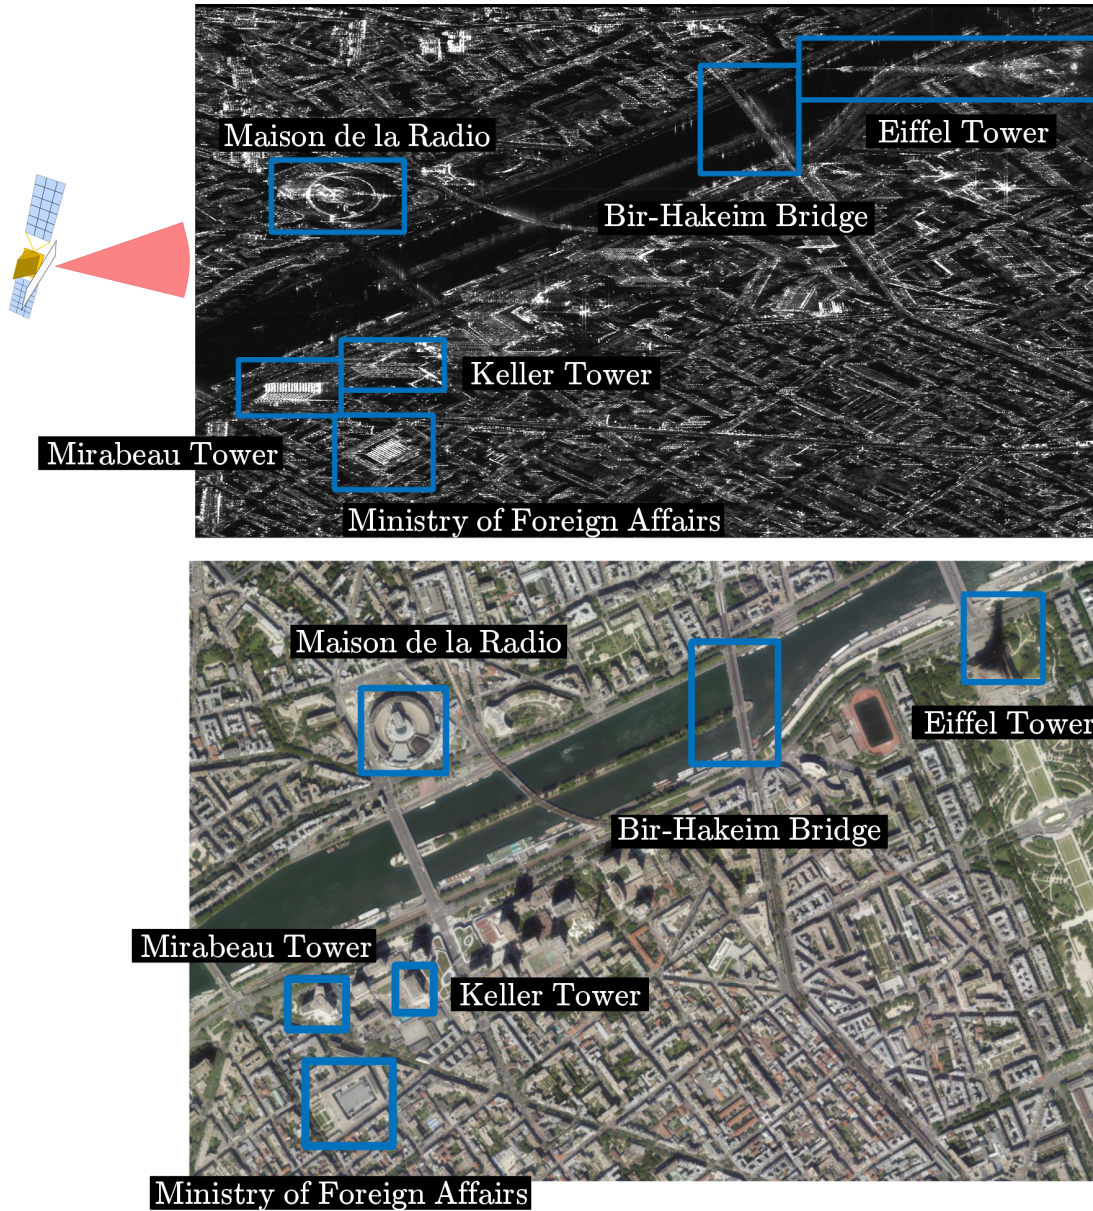 Maison de la Radio
Eiffel Tower
Bir-Hakeim Bridge
Keller Tower
Mirabeau Tower
Ministry of Foreign Affairs
Maison de la Radio
Eiffel Tower
Bir-Hakeim Bridge
Mirabeau Tower
Keller Tower
Ministry of Foreign Affairs